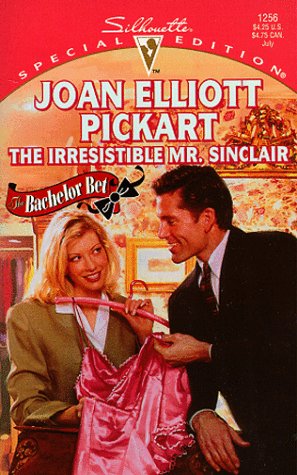 Silhouette
SPECIAL EDITION
1256
$4.25 U.S.
$4.75 CAN.
July
JOAN ELLIOTT
PICKART
THE IRRESISTIBLE MR. SINCLAIR
The Bachelor Bet